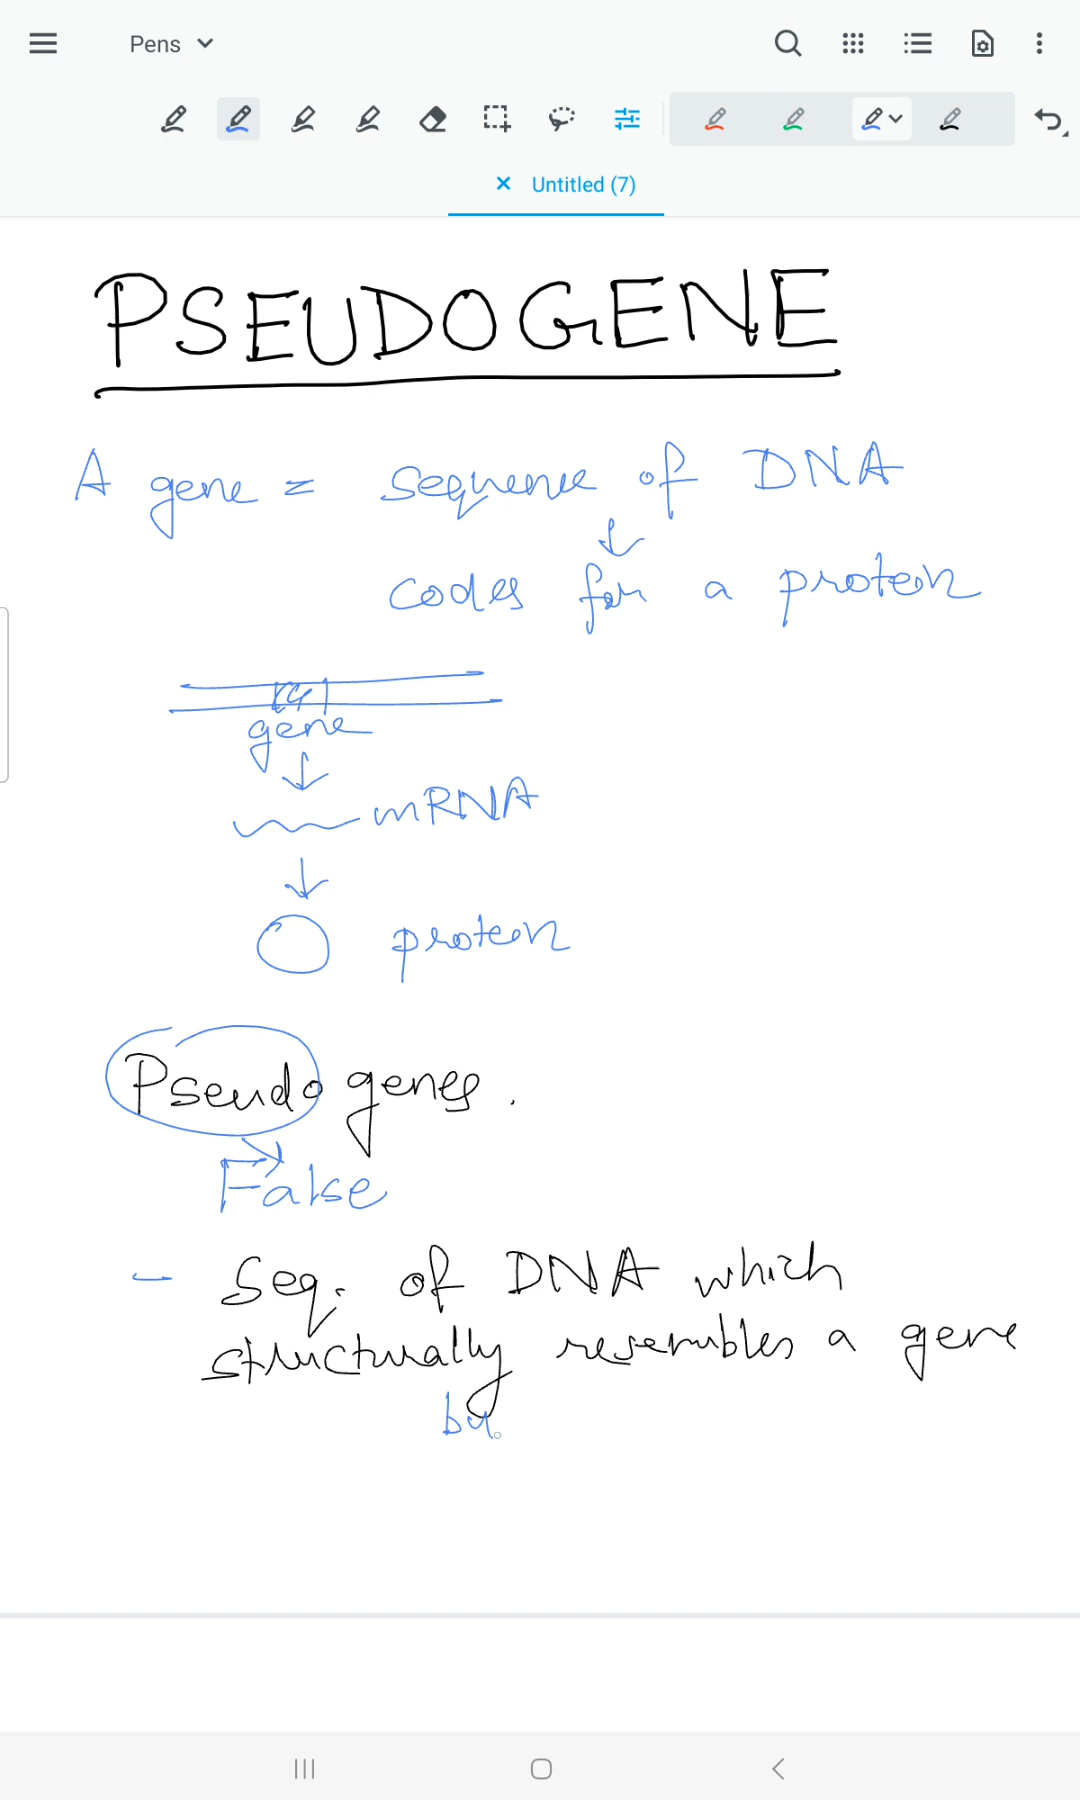 Pens
Untitled (7)
PSEUDOGENE
A gene = sequence of DNA
codes for a protein
gene
mRNA
protein
Pseudo genes.
False
- Seq. of DNA which
structurally resembles a gene
bu